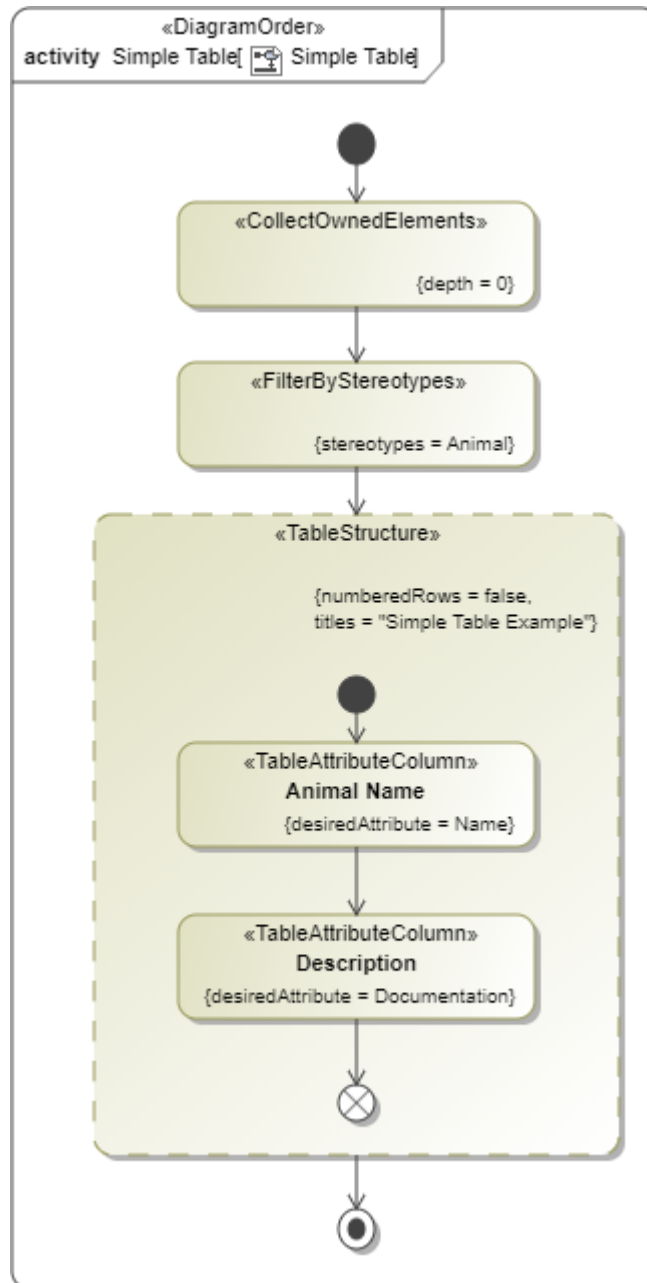 «DiagramOrder»
activity Simple Table[ Simple Table]
«CollectOwnedElements»
{depth = 0}
«FilterByStereotypes»
{stereotypes = Animal}
«TableStructure»
{numberedRows = false,
titles = "Simple Table Example"}
«TableAttributeColumn»
Animal Name
{desiredAttribute = Name}
«TableAttributeColumn»
Description
{desiredAttribute = Documentation}